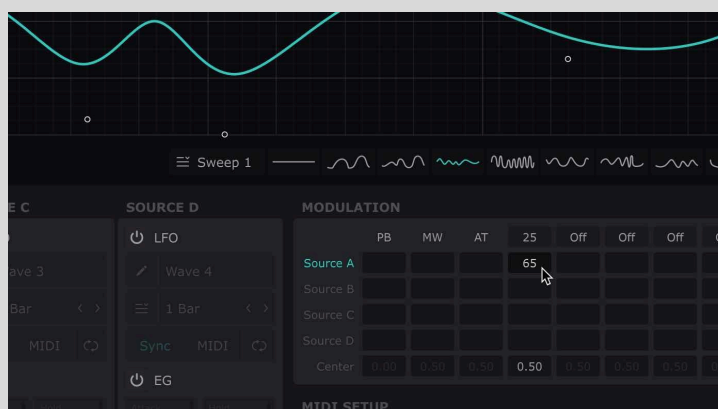 Sweep 1
E C
SOURCE D
MODULATION
LFO
PB MW AT 25 Off Off Off
Source A 65
ave 3
Wave 4
Source B
Bar
1 Bar
Source C
MIDI
Sync MIDI
Source D
Center 0.00 0.50 0.50 0.50 0.50 0.50 0.50
EG
MIDI SETUP